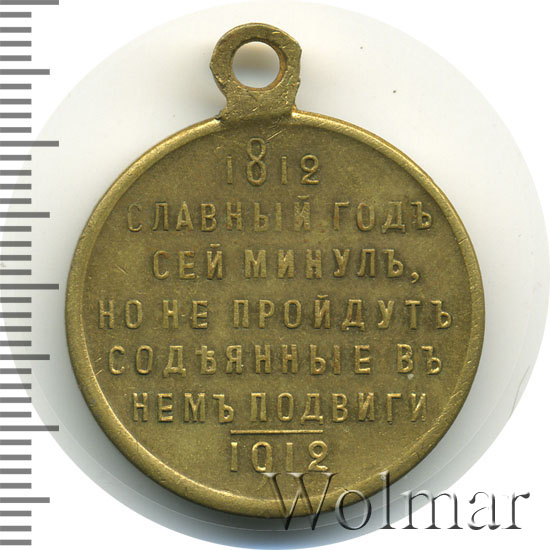 1812
СЛАВНЫЙ ГОДЪ
СЕЙ МИНУЛЪ,
НО НЕ ПРОЙДУТЪ
СОДѢЯННЫЕ ВЪ
НЕМЪ ПОДВИГИ
1912
Wolmar